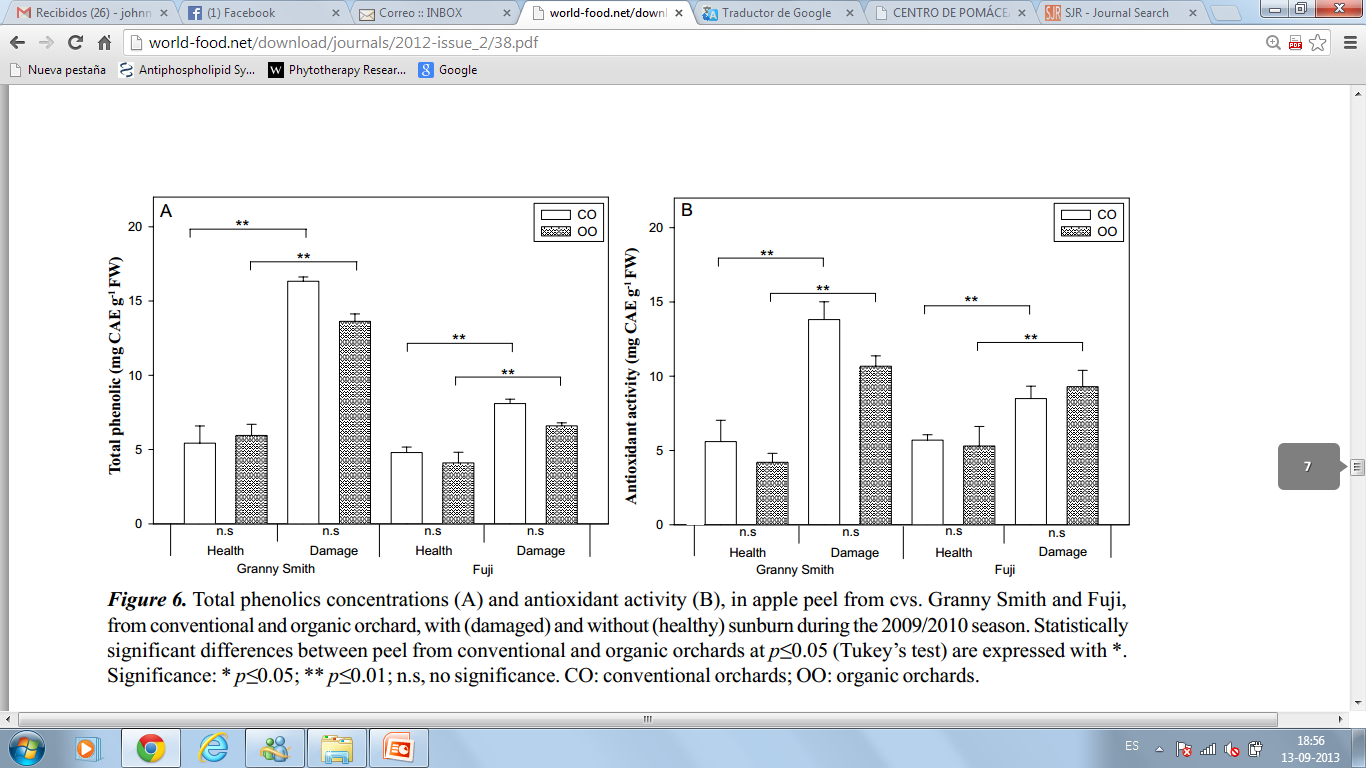 Recibidos (26) - johnn
(1) Facebook
Correo :: INBOX
world-food.net/downl
Traductor de Google
CENTRO DE POMÁCEA
SJR - Journal Search
world-food.net/download/journals/2012-issue_2/38.pdf
Nueva pestaña
Antiphospholipid Sy...
W
Phytotherapy Resear...
8
Google
A
CO
OO
20
15
10
5
0
Total phenolic (mg CAE g-1 FW)
**
**
**
**
n.s
n.s
n.s
n.s
Health
Damage
Health
Damage
Granny Smith
Fuji
B
CO
OO
20
15
10
5
0
Antioxidant activity (mg CAE g-1 FW)
**
**
**
**
n.s
n.s
n.s
n.s
Health
Damage
Health
Damage
Granny Smith
Fuji
7
Figure 6. Total phenolics concentrations (A) and antioxidant activity (B), in apple peel from cvs. Granny Smith and Fuji,
from conventional and organic orchard, with (damaged) and without (healthy) sunburn during the 2009/2010 season. Statistically
significant differences between peel from conventional and organic orchards at p≤0.05 (Tukey's test) are expressed with *.
Significance: * p≤0.05; ** p≤0.01; n.s, no significance. CO: conventional orchards; OO: organic orchards.
ES
18:56
13-09-2013